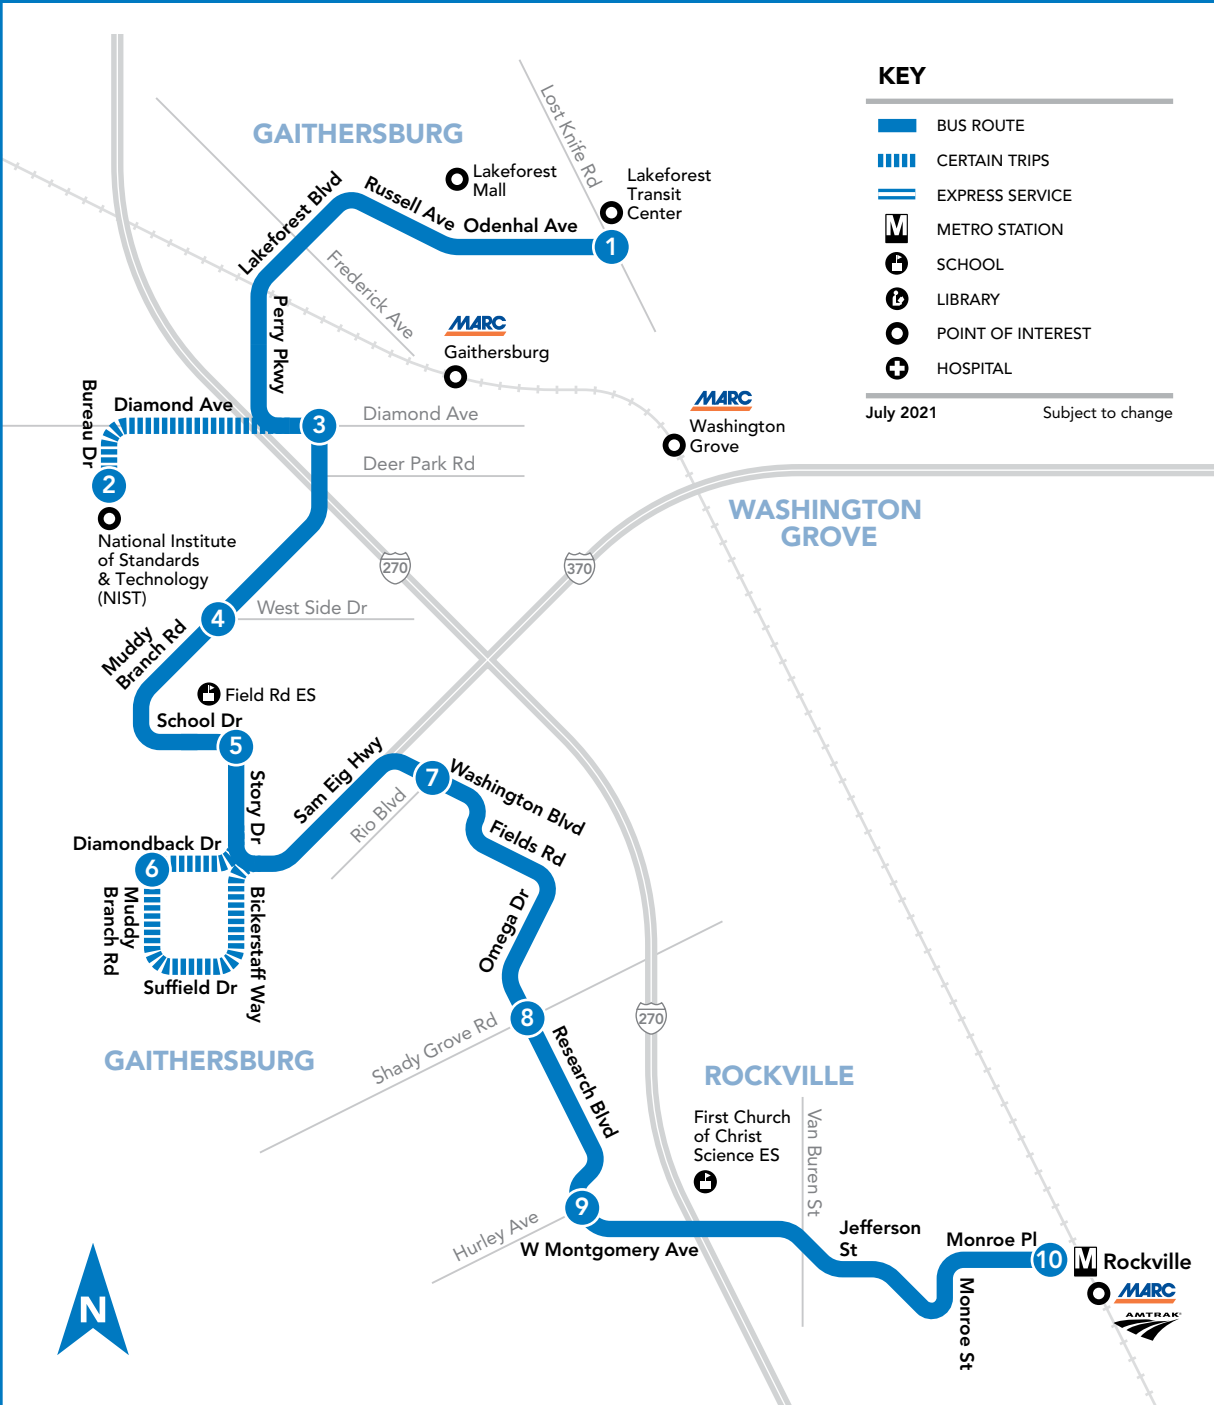 KEY
BUS ROUTE
CERTAIN TRIPS
EXPRESS SERVICE
M
METRO STATION
SCHOOL
LIBRARY
POINT OF INTEREST
HOSPITAL
July 2021
Subject to change
GAITHERSBURG
Lost Knife Rd
Lakeforest
Mall
Lakeforest
Transit
Center
Lakeforest Blvd
Russell Ave
Odenhal Ave
1
Frederick Ave
Perry Pkwy
MARC
Gaithersburg
MARC
Washington
Grove
Bureau Dr
Diamond Ave
3
Diamond Ave
Deer Park Rd
2
National Institute
of Standards
& Technology
(NIST)
WASHINGTON
GROVE
270
370
4
West Side Dr
Muddy
Branch Rd
Field Rd ES
School Dr
5
Story Dr
Sam Eig Hwy
7
Washington Blvd
Rio Blvd
Fields Rd
Diamondback Dr
6
Muddy
Branch Rd
Bickerstaff Way
Suffield Dr
Omega Dr
8
Shady Grove Rd
270
GAITHERSBURG
Research Blvd
ROCKVILLE
First Church
of Christ
Science ES
Van Buren St
9
Hurley Ave
W Montgomery Ave
Jefferson
St
Monroe Pl
10
M
Rockville
MARC
AMTRAK
Monroe St
N